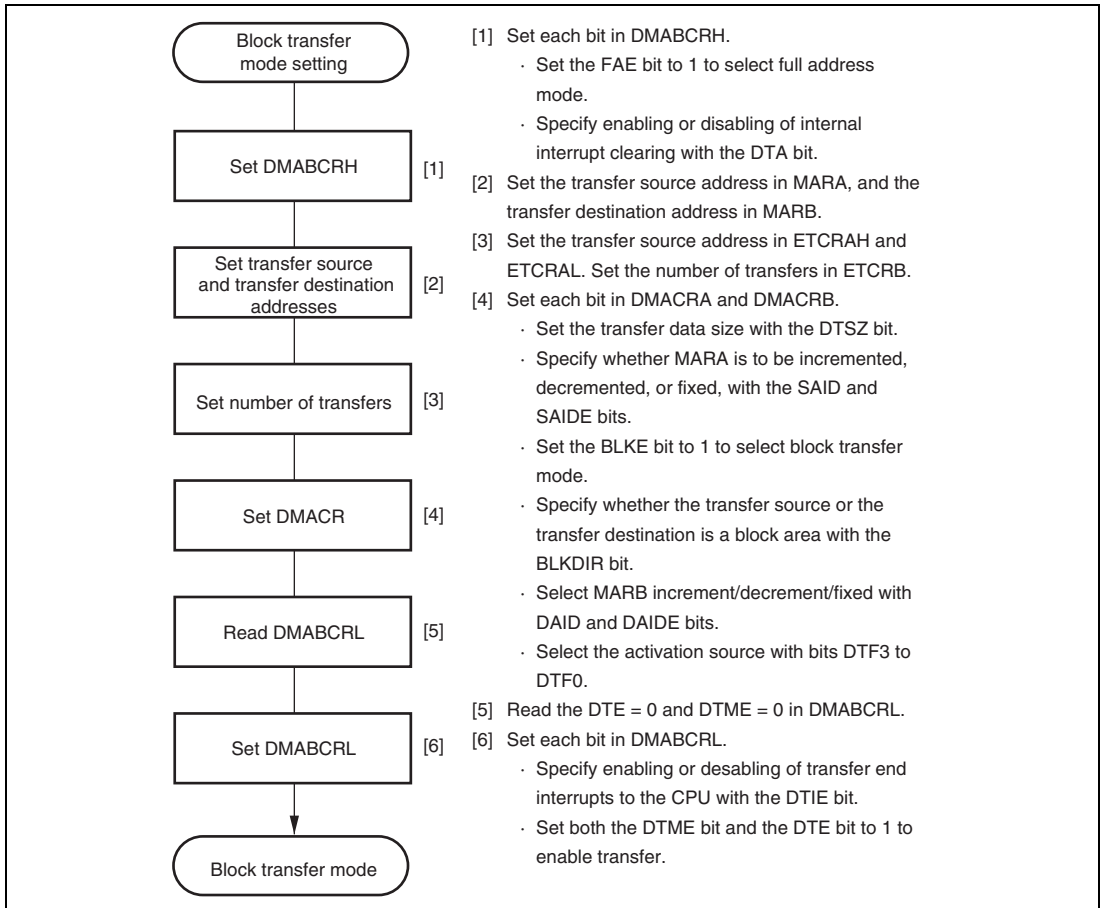 Block transfer
mode setting
Set DMABCRH
[1]
Set transfer source
and transfer destination
addresses
[2]
Set number of transfers
[3]
Set DMACR
[4]
Read DMABCRL
[5]
Set DMABCRL
[6]
Block transfer mode
[1] Set each bit in DMABCRH.
· Set the FAE bit to 1 to select full address
mode.
· Specify enabling or disabling of internal
interrupt clearing with the DTA bit.
[2] Set the transfer source address in MARA, and the
transfer destination address in MARB.
[3] Set the transfer source address in ETCRAH and
ETCRAL. Set the number of transfers in ETCRB.
[4] Set each bit in DMACRA and DMACRB.
· Set the transfer data size with the DTSZ bit.
· Specify whether MARA is to be incremented,
decremented, or fixed, with the SAID and
SAIDE bits.
· Set the BLKE bit to 1 to select block transfer
mode.
· Specify whether the transfer source or the
transfer destination is a block area with the
BLKDIR bit.
· Select MARB increment/decrement/fixed with
DAID and DAIDE bits.
· Select the activation source with bits DTF3 to
DTF0.
[5] Read the DTE = 0 and DTME = 0 in DMABCRL.
[6] Set each bit in DMABCRL.
· Specify enabling or desabling of transfer end
interrupts to the CPU with the DTIE bit.
· Set both the DTME bit and the DTE bit to 1 to
enable transfer.